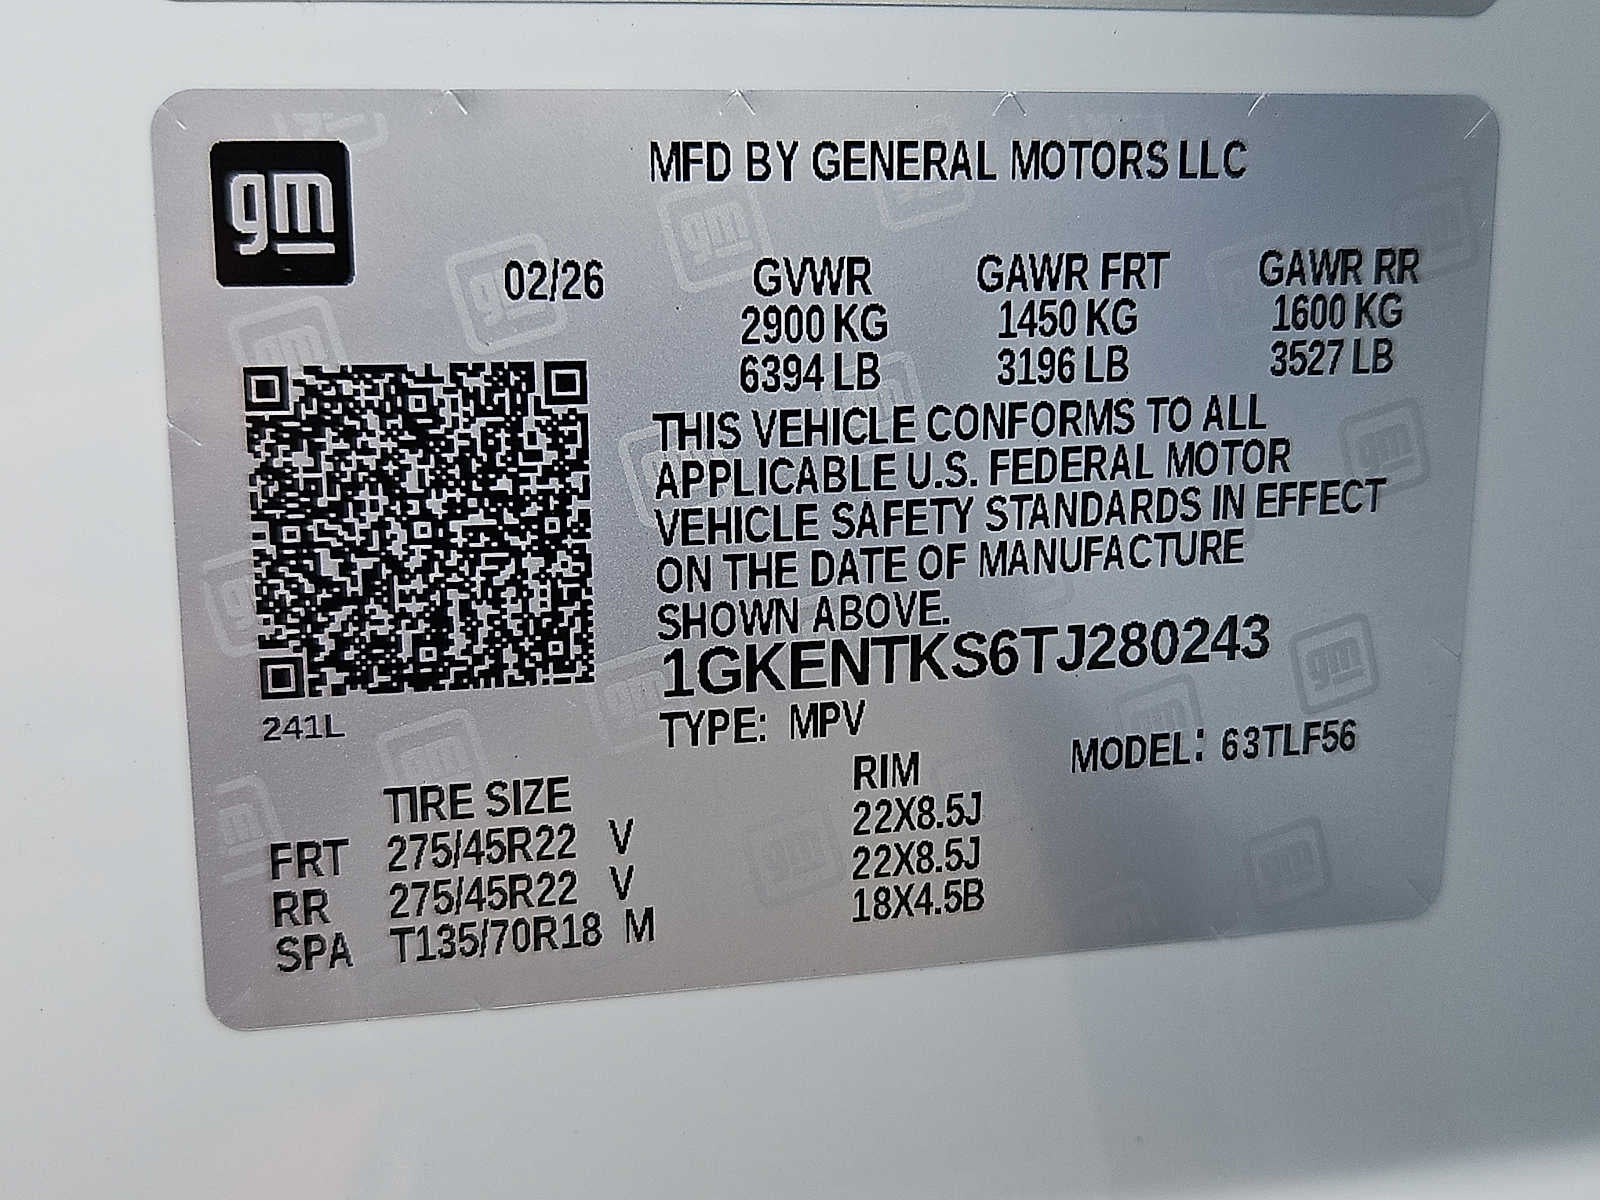 gm
MFD BY GENERAL MOTORS LLC
02/26 GVWR GAWR FRT GAWR RR
2900 KG 1450 KG 1600 KG
6394 LB 3196 LB 3527 LB
THIS VEHICLE CONFORMS TO ALL
APPLICABLE U.S. FEDERAL MOTOR
VEHICLE SAFETY STANDARDS IN EFFECT
ON THE DATE OF MANUFACTURE
SHOWN ABOVE.
1GKENTKS6TJ280243
241L
TYPE: MPV MODEL: 63TLF56
TIRE SIZE RIM
FRT 275/45R22 V 22X8.5J
RR 275/45R22 V 22X8.5J
SPA T135/70R18 M 18X4.5B